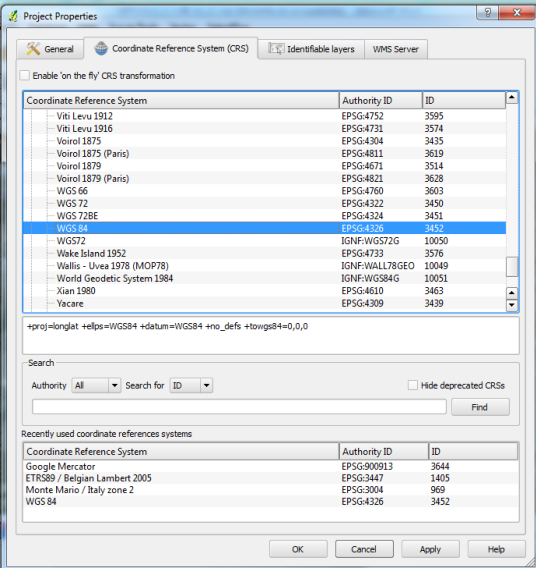 Project Properties
General
Coordinate Reference System (CRS)
Identifiable layers
WMS Server
Enable 'on the fly' CRS transformation
Coordinate Reference System Authority ID ID
Viti Levu 1912 EPSG:4752 3595
Viti Levu 1916 EPSG:4731 3574
Voirol 1875 EPSG:4304 3435
Voirol 1875 (Paris) EPSG:4811 3619
Voirol 1879 EPSG:4671 3514
Voirol 1879 (Paris) EPSG:4821 3628
WGS 66 EPSG:4760 3603
WGS 72 EPSG:4322 3450
WGS 72BE EPSG:4324 3451
WGS 84 EPSG:4326 3452
WGS72 IGNF:WGS72G 10050
Wake Island 1952 EPSG:4733 3576
Wallis - Uvea 1978 (MOP78) IGNF:WALL78GEO 10049
World Geodetic System 1984 IGNF:WGS84G 10051
Xian 1980 EPSG:4610 3463
Yacare EPSG:4309 3439
+proj=longlat +ellps=WGS84 +datum=WGS84 +no_defs +towgs84=0,0,0
Search
Authority All Search for ID Hide deprecated CRSs
Find
Recently used coordinate references systems
Coordinate Reference System Authority ID ID
Google Mercator EPSG:900913 3644
ETRS89 / Belgian Lambert 2005 EPSG:3447 1405
Monte Mario / Italy zone 2 EPSG:3004 969
WGS 84 EPSG:4326 3452
OK Cancel Apply Help